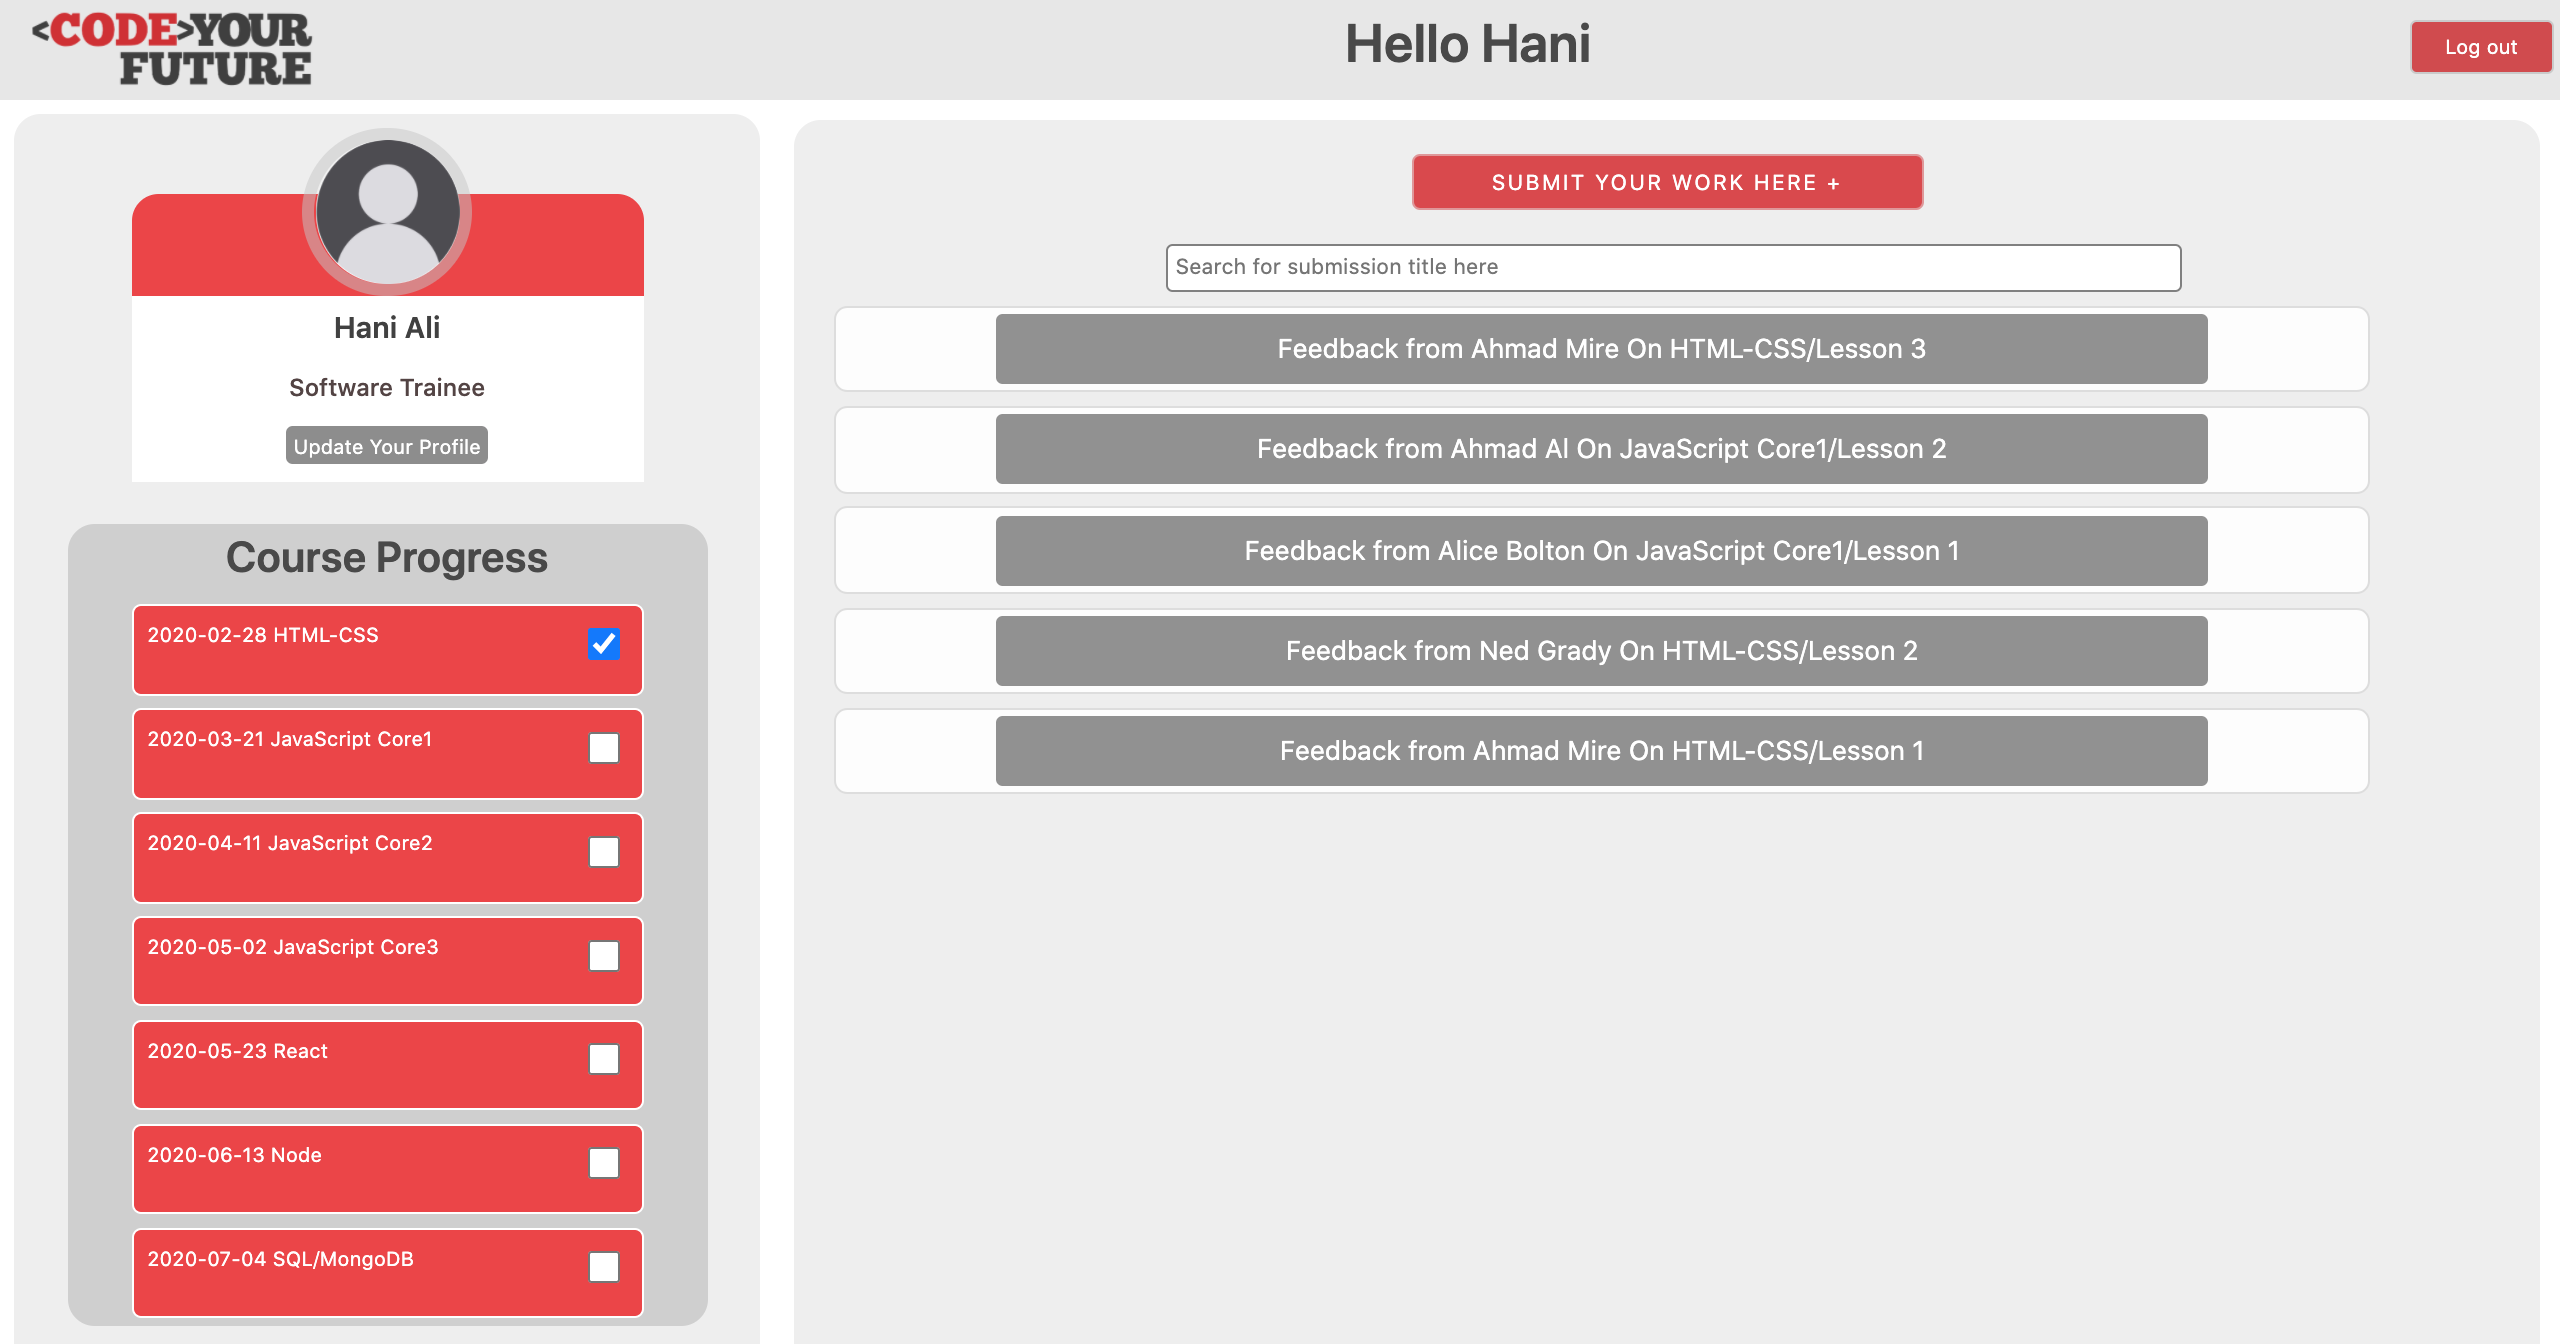 <CODE>YOUR
FUTURE
Hello Hani
Log out
Hani Ali
Software Trainee
Update Your Profile
Course Progress
2020-02-28 HTML-CSS
2020-03-21 JavaScript Core1
2020-04-11 JavaScript Core2
2020-05-02 JavaScript Core3
2020-05-23 React
2020-06-13 Node
2020-07-04 SQL/MongoDB
SUBMIT YOUR WORK HERE +
Search for submission title here
Feedback from Ahmad Mire On HTML-CSS/Lesson 3
Feedback from Ahmad Al On JavaScript Core1/Lesson 2
Feedback from Alice Bolton On JavaScript Core1/Lesson 1
Feedback from Ned Grady On HTML-CSS/Lesson 2
Feedback from Ahmad Mire On HTML-CSS/Lesson 1